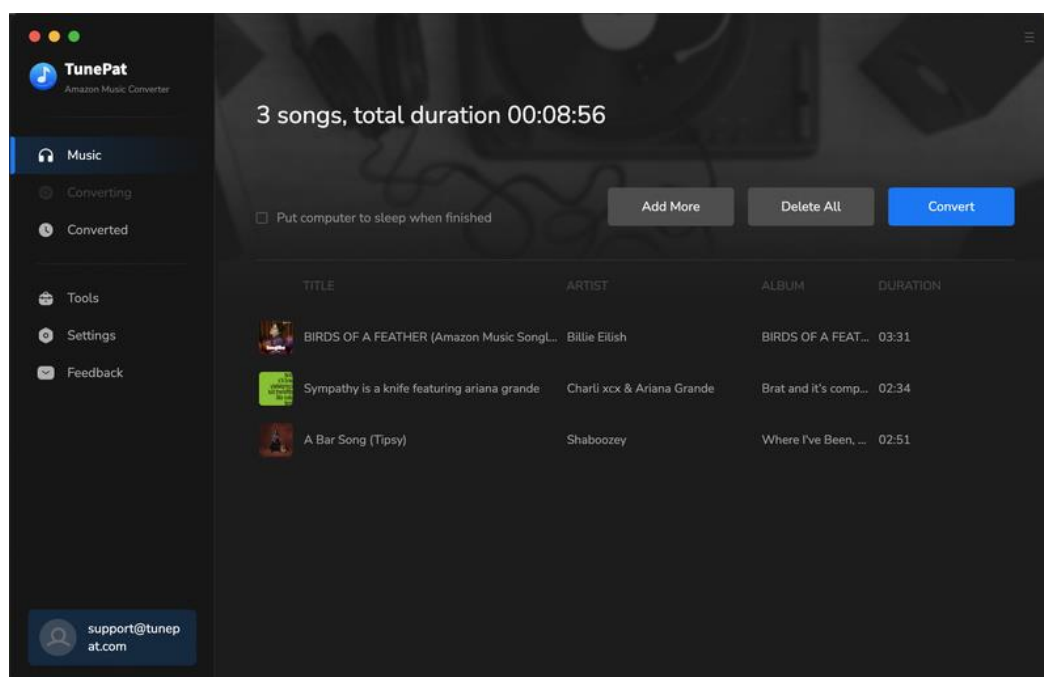 TunePat
Amazon Music Converter
3 songs, total duration 00:08:56
Music
Converting
Converted
Put computer to sleep when finished
Add More
Delete All
Convert
Tools
Settings
Feedback
TITLE ARTIST ALBUM DURATION
BIRDS OF A FEATHER (Amazon Music Songl... Billie Eilish BIRDS OF A FEAT... 03:31
Sympathy is a knife featuring ariana grande Charli xcx & Ariana Grande Brat and it's comp... 02:34
A Bar Song (Tipsy) Shaboozey Where I've Been, ... 02:51
support@tunep
at.com